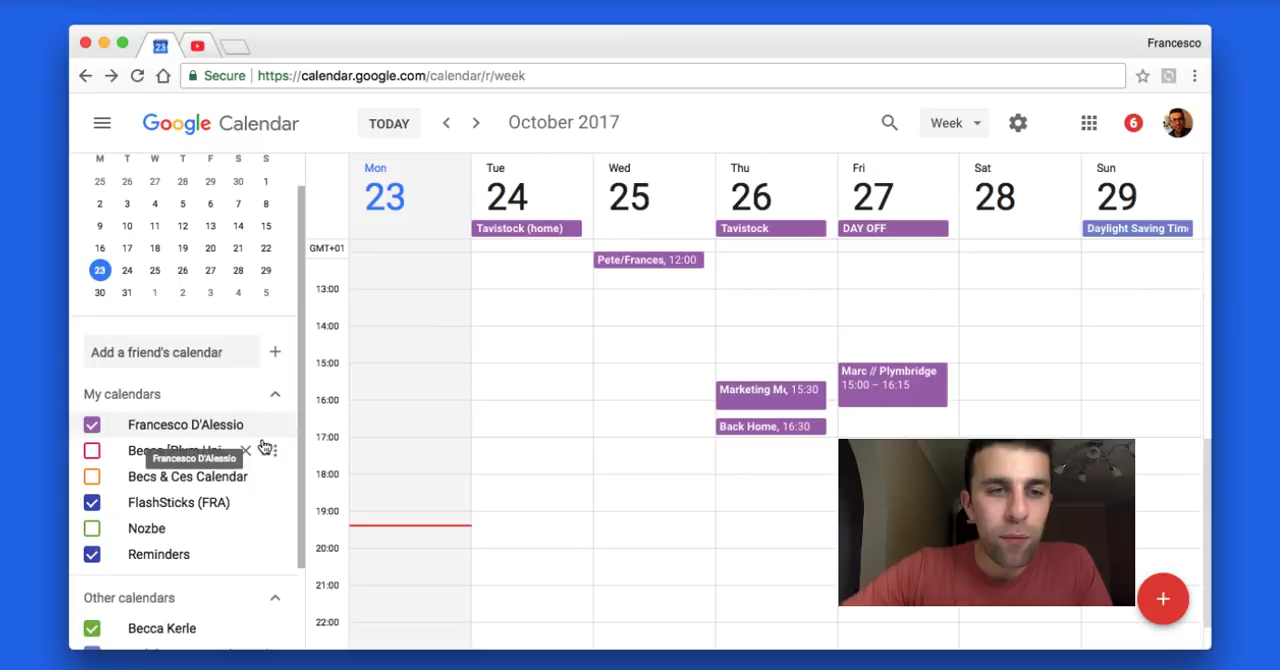 23
Francesco
Secure https://calendar.google.com/calendar/r/week
Google Calendar
TODAY
October 2017
Week
6
M T W T F S S
25 26 27 28 29 30 1
2 3 4 5 6 7 8
9 10 11 12 13 14 15
16 17 18 19 20 21 22
23 24 25 26 27 28 29
30 31 1 2 3 4 5
Add a friend's calendar
My calendars
Francesco D'Alessio
Francesco D'Alessio
Becs & Ces Calendar
FlashSticks (FRA)
Nozbe
Reminders
Other calendars
Becca Kerle
Mon Tue Wed Thu Fri Sat Sun
23 24 25 26 27 28 29
Tavistock (home) Tavistock DAY OFF Daylight Saving Tim
GMT+01
Pete/Frances, 12:00
13:00
14:00
15:00
Marc // Plymbridge
15:00 – 16:15
Marketing Mu, 15:30
16:00
Back Home, 16:30
17:00
18:00
19:00
20:00
21:00
22:00